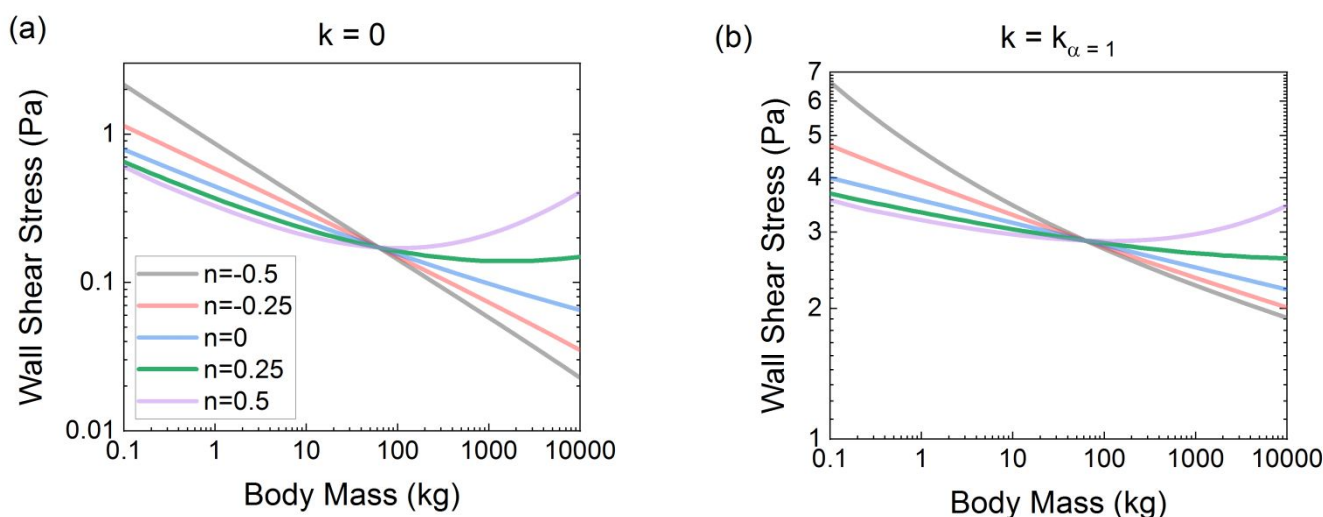 (a)
k = 0
Wall Shear Stress (Pa)
1
0.1
0.01
n=-0.5
n=-0.25
n=0
n=0.25
n=0.5
0.1 1 10 100 1000 10000
Body Mass (kg)
(b)
k = k α = 1
Wall Shear Stress (Pa)
7
6
5
4
3
2
1
0.1 1 10 100 1000 10000
Body Mass (kg)